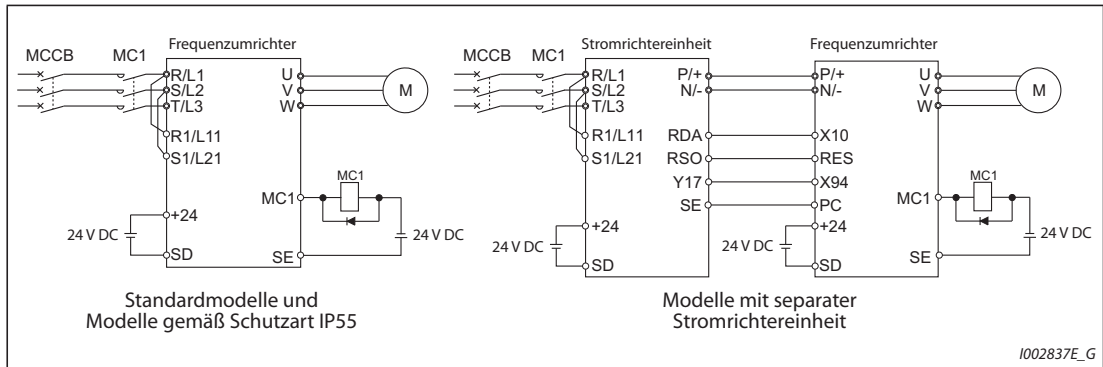 Frequenzumrichter
MCCB
MC1
R/L1
S/L2
T/L3
R1/L11
S1/L21
+24
SD
24 V DC
U
V
W
M
MC1
MC1
SE
24 V DC
Standardmodelle und
Modelle gemäß Schutzart IP55
Stromrichtereinheit
MCCB
MC1
R/L1
S/L2
T/L3
R1/L11
S1/L21
+24
SD
24 V DC
P/+
N/-
RDA
RSO
Y17
SE
Frequenzumrichter
P/+
N/-
X10
RES
X94
PC
+24
SD
24 V DC
U
V
W
M
MC1
MC1
SE
24 V DC
Modelle mit separater
Stromrichtereinheit
I002837E_G